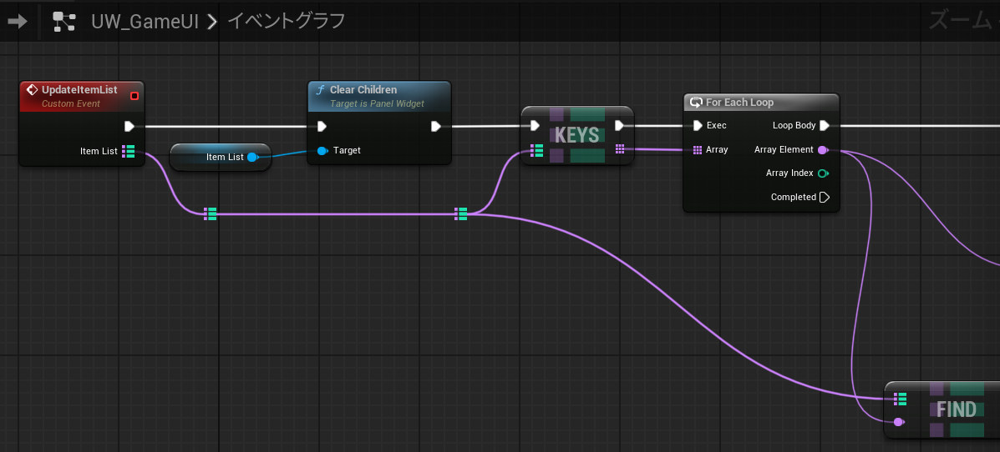 UW_GameUI > イベントグラフ
ズーム
UpdateItemList
Custom Event
Item List
Item List
Clear Children
Target is Panel Widget
Target
KEYS
For Each Loop
Exec
Loop Body
Array
Array Element
Array Index
Completed
FIND